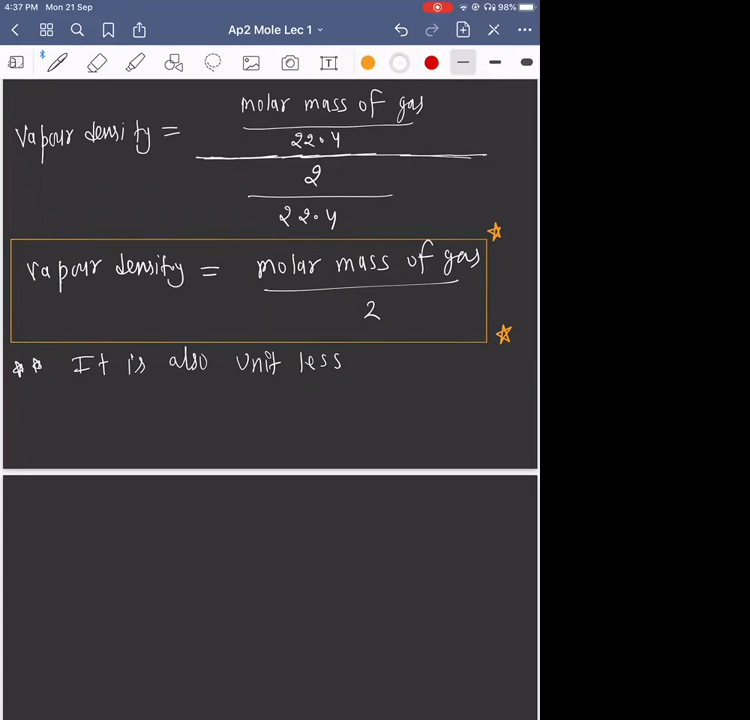 4:37 PM Mon 21 Sep 98%
Ap2 Mole Lec 1
T
Vapour density = molar mass of gas
22.4
2
22.4
Vapour density = molar mass of gas
2
It is also unit less